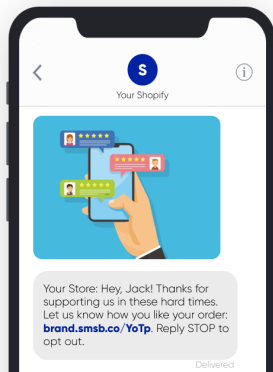 S
Your Shopify
Your Store: Hey, Jack! Thanks for
supporting us in these hard times.
Let us know how you like your order:
brand.smsb.co/YoTp. Reply STOP to
opt out.
Delivered